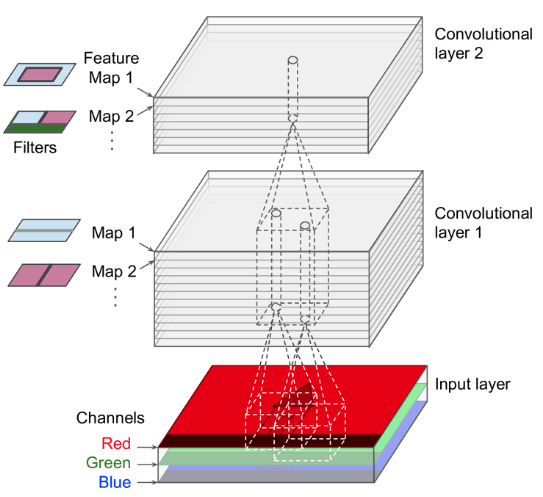 Convolutional
layer 2
Feature
Map 1
Map 2
Filters
Convolutional
layer 1
Map 1
Map 2
Input layer
Channels
Red
Green
Blue